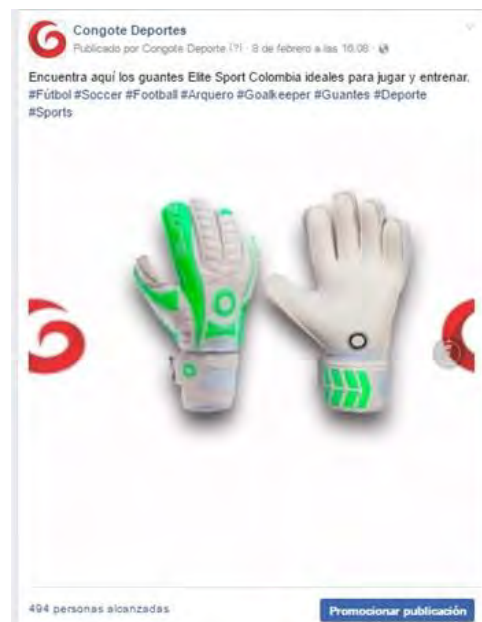 Congote Deportes
Publicado por Congote Deporte [?] · 8 de febrero a las 16:08 ·
Encuentra aquí los guantes Elite Sport Colombia ideales para jugar y entrenar.
#Fútbol #Soccer #Football #Arquero #Goalkeeper #Guantes #Deporte
#Sports
494 personas alcanzadas
Promocionar publicación